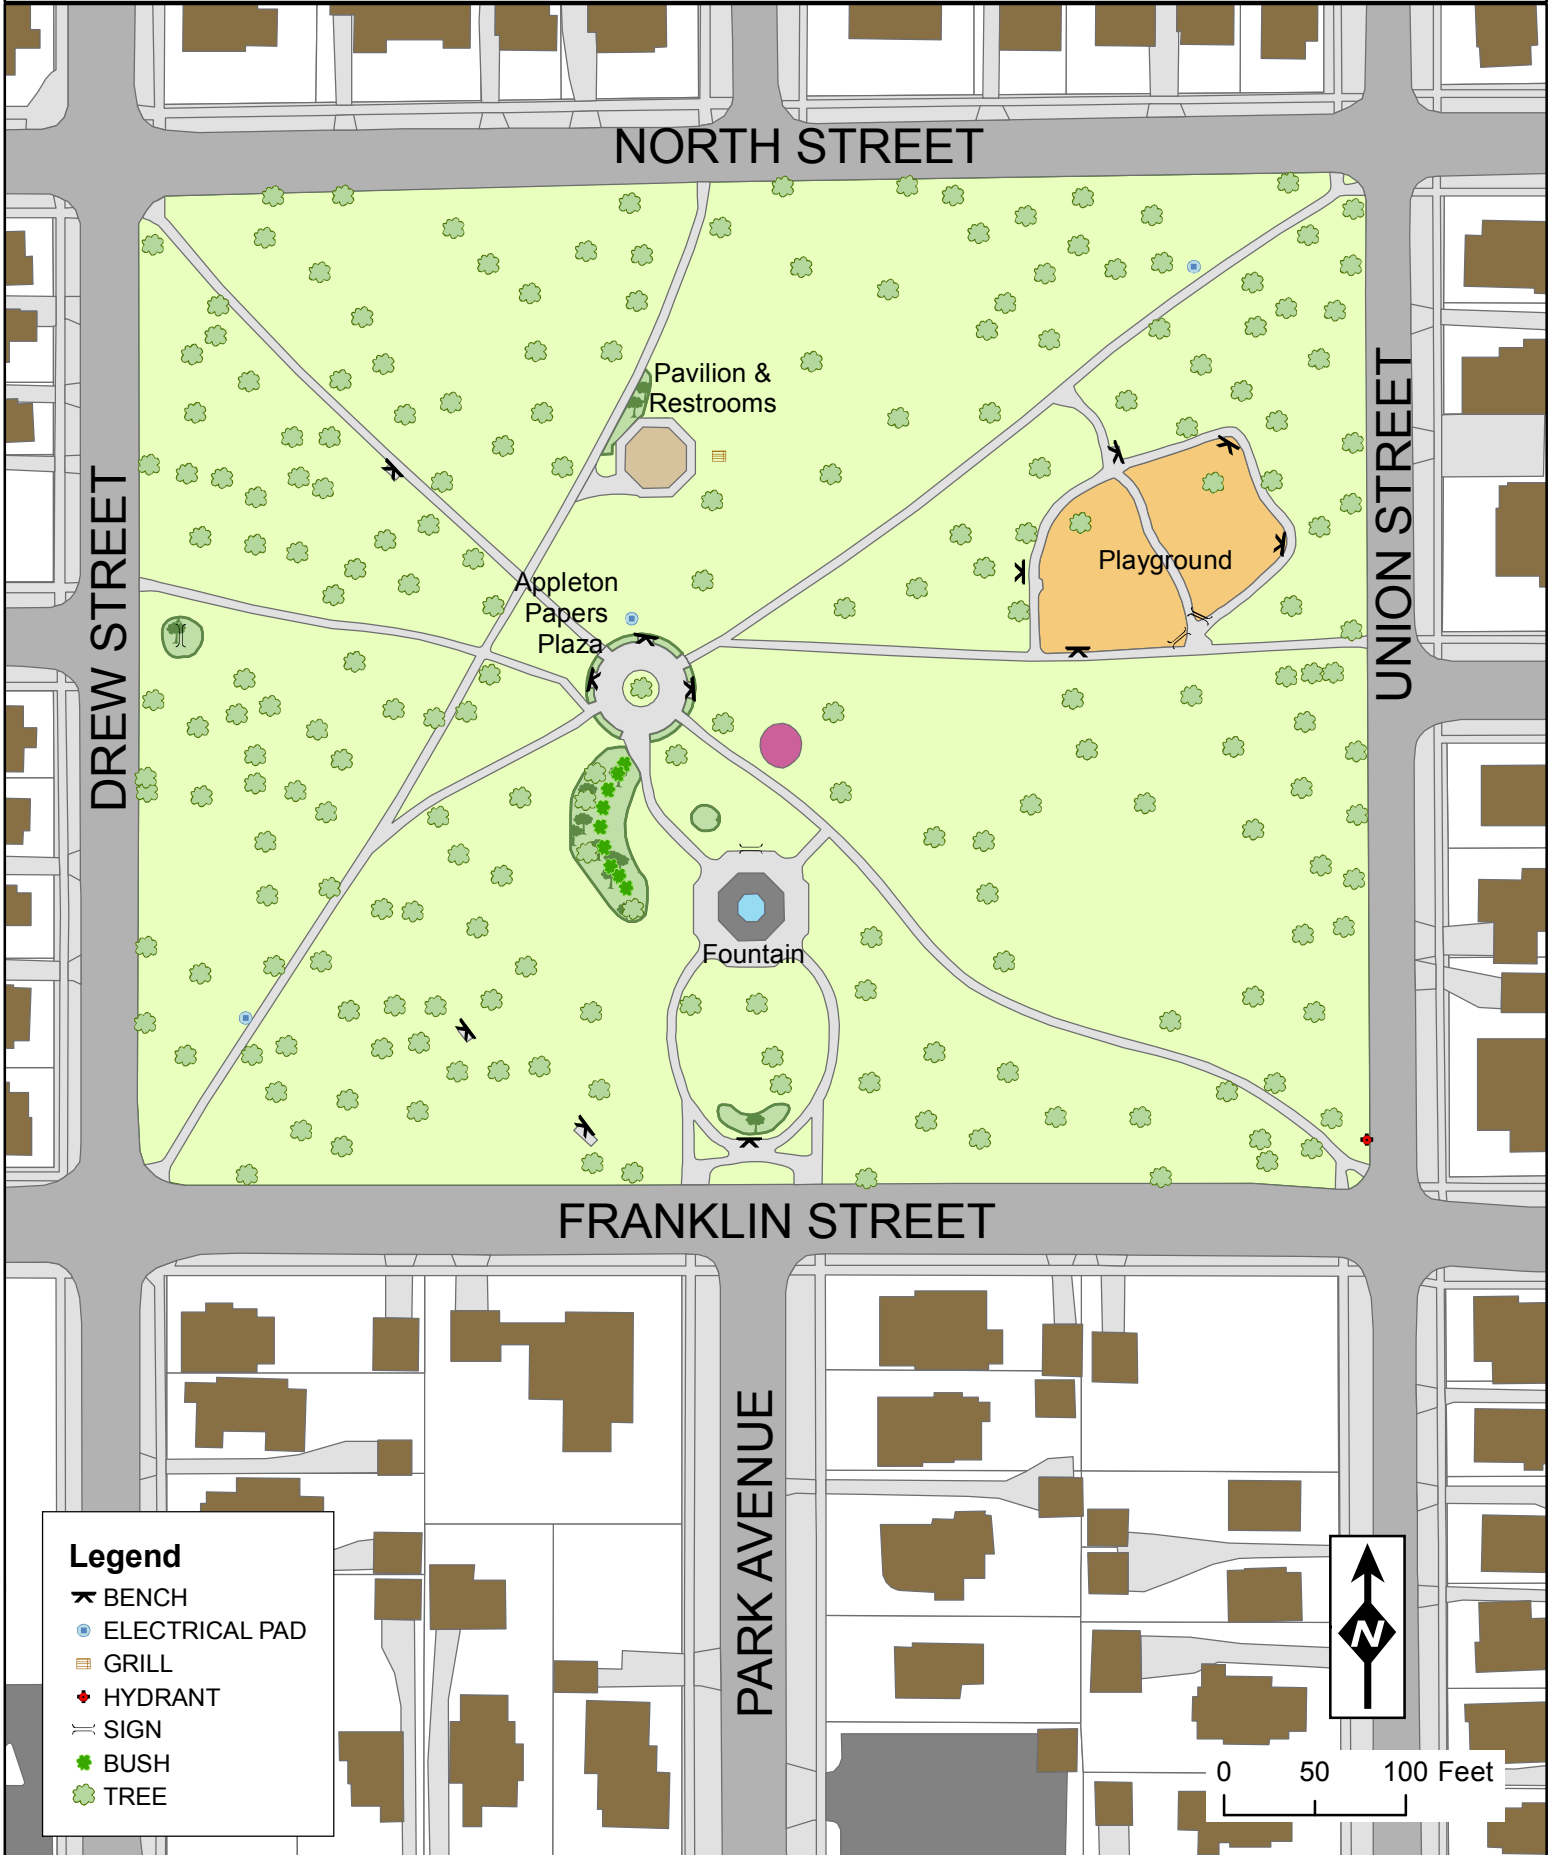 NORTH STREET
Pavilion &
Restrooms
Playground
Appleton
Papers
Plaza
DREW STREET
UNION STREET
Fountain
FRANKLIN STREET
PARK AVENUE
Legend
BENCH
ELECTRICAL PAD
GRILL
HYDRANT
SIGN
BUSH
TREE
N
0 50 100 Feet